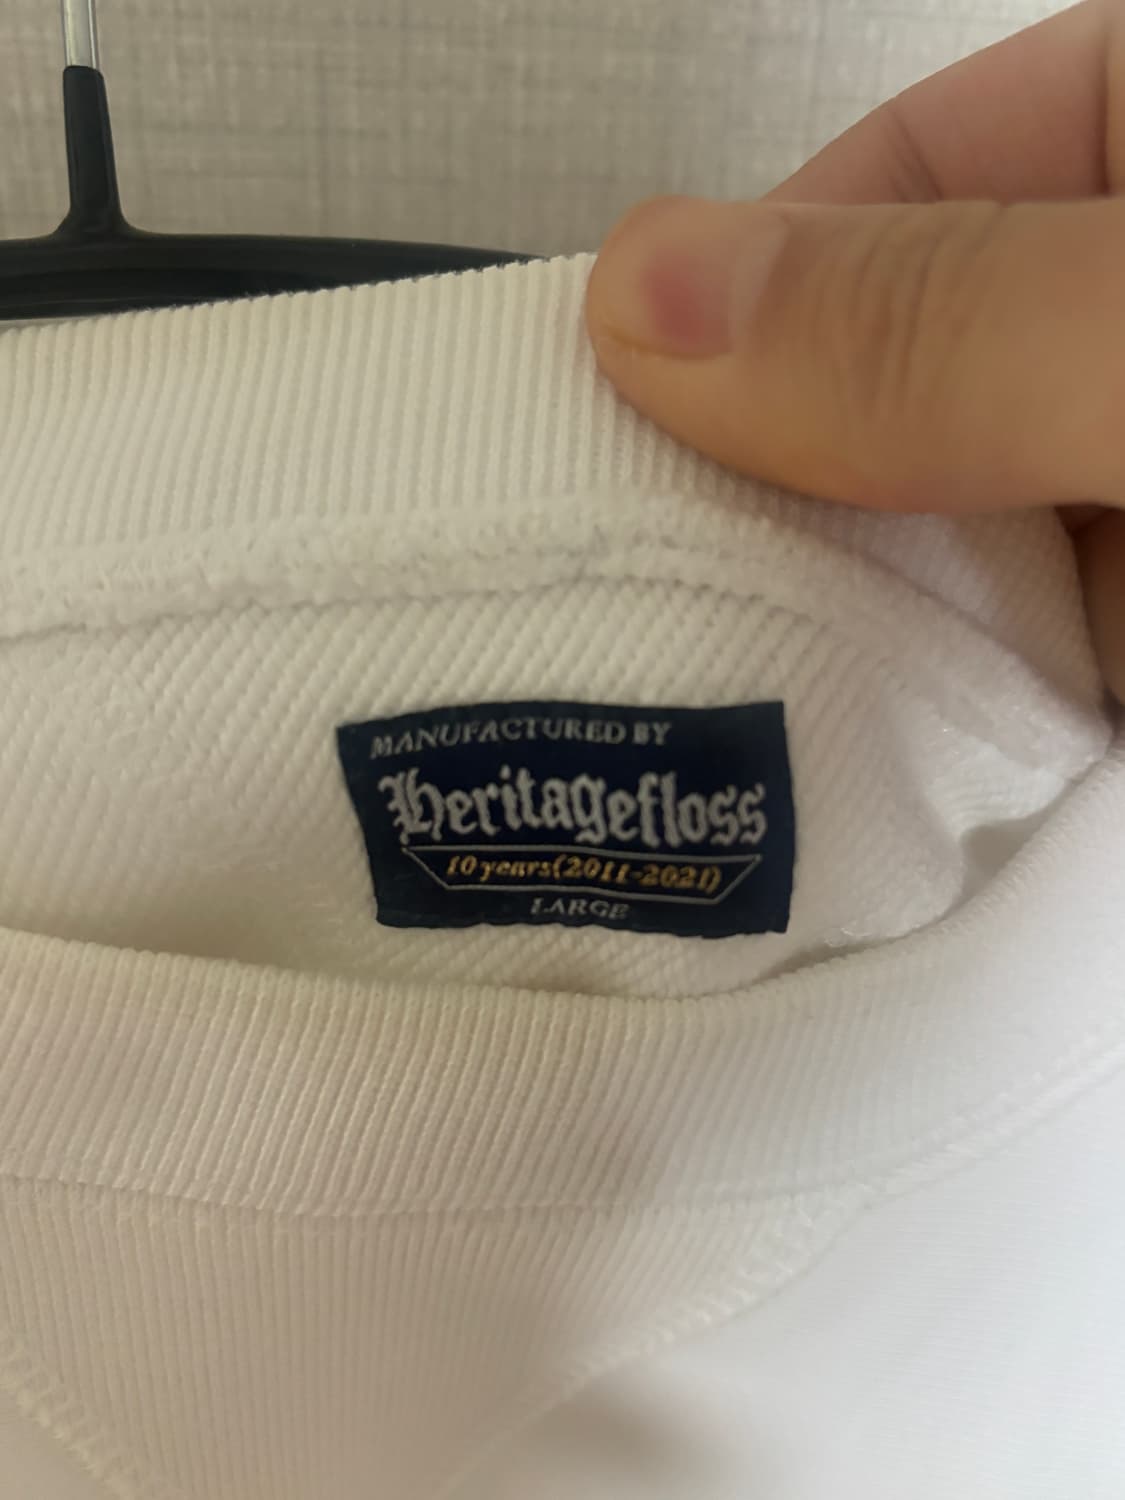 MANUFACTURED BY
Heritagefloss
10 years(2011-2021)
LARGE